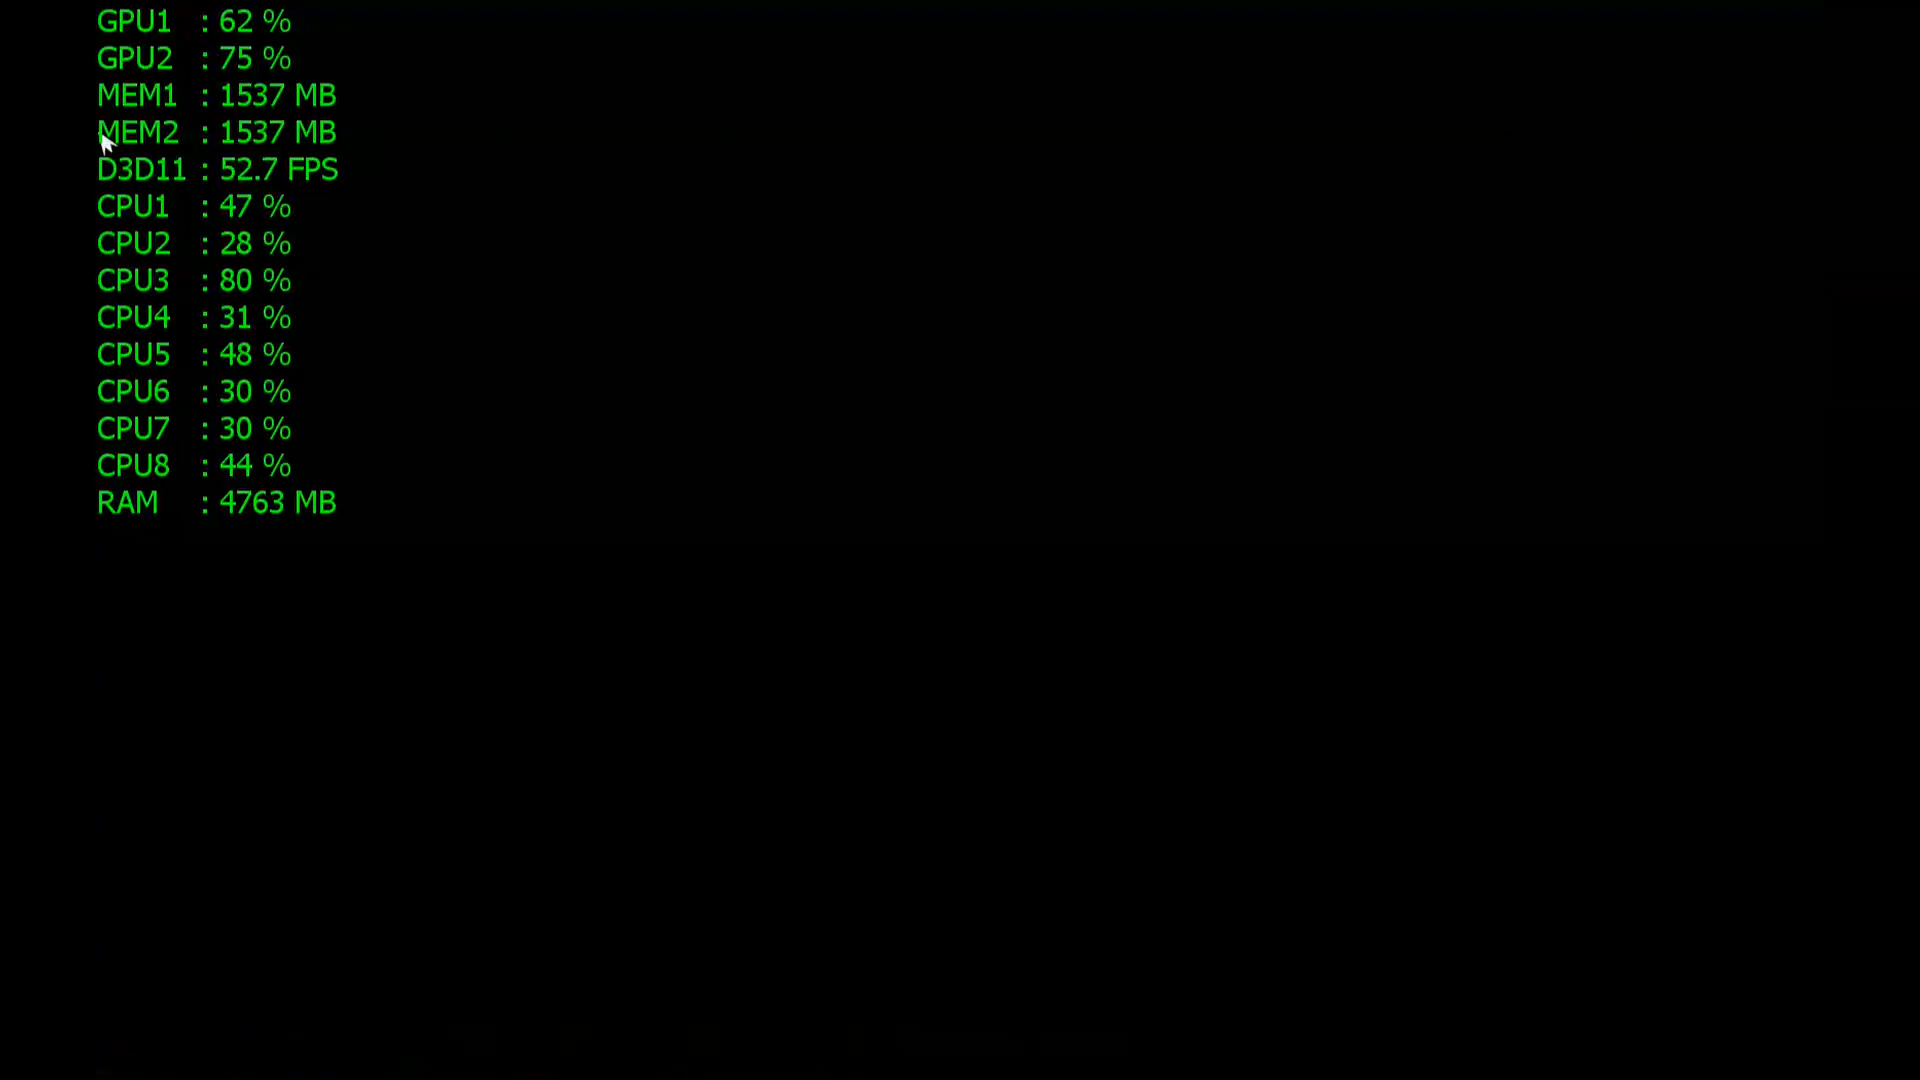 GPU1 : 62 %
GPU2 : 75 %
MEM1 : 1537 MB
MEM2 : 1537 MB
D3D11 : 52.7 FPS
CPU1 : 47 %
CPU2 : 28 %
CPU3 : 80 %
CPU4 : 31 %
CPU5 : 48 %
CPU6 : 30 %
CPU7 : 30 %
CPU8 : 44 %
RAM : 4763 MB